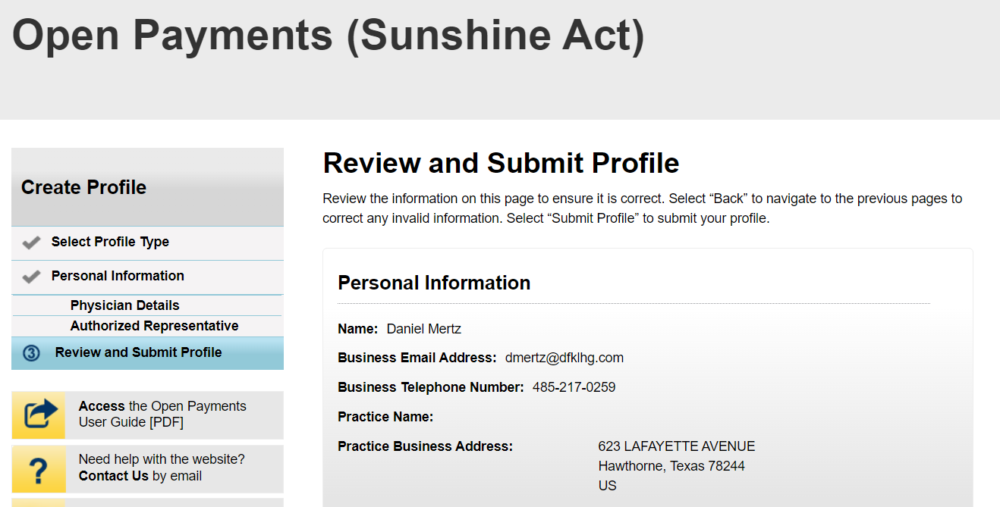 Open Payments (Sunshine Act)
Create Profile
Select Profile Type
Personal Information
Physician Details
Authorized Representative
3 Review and Submit Profile
Access the Open Payments
User Guide [PDF]
? Need help with the website?
Contact Us by email
Review and Submit Profile
Review the information on this page to ensure it is correct. Select “Back” to navigate to the previous pages to
correct any invalid information. Select “Submit Profile” to submit your profile.
Personal Information
Name: Daniel Mertz
Business Email Address: dmertz@dfklhg.com
Business Telephone Number: 485-217-0259
Practice Name:
Practice Business Address: 623 LAFAYETTE AVENUE
Hawthorne, Texas 78244
US